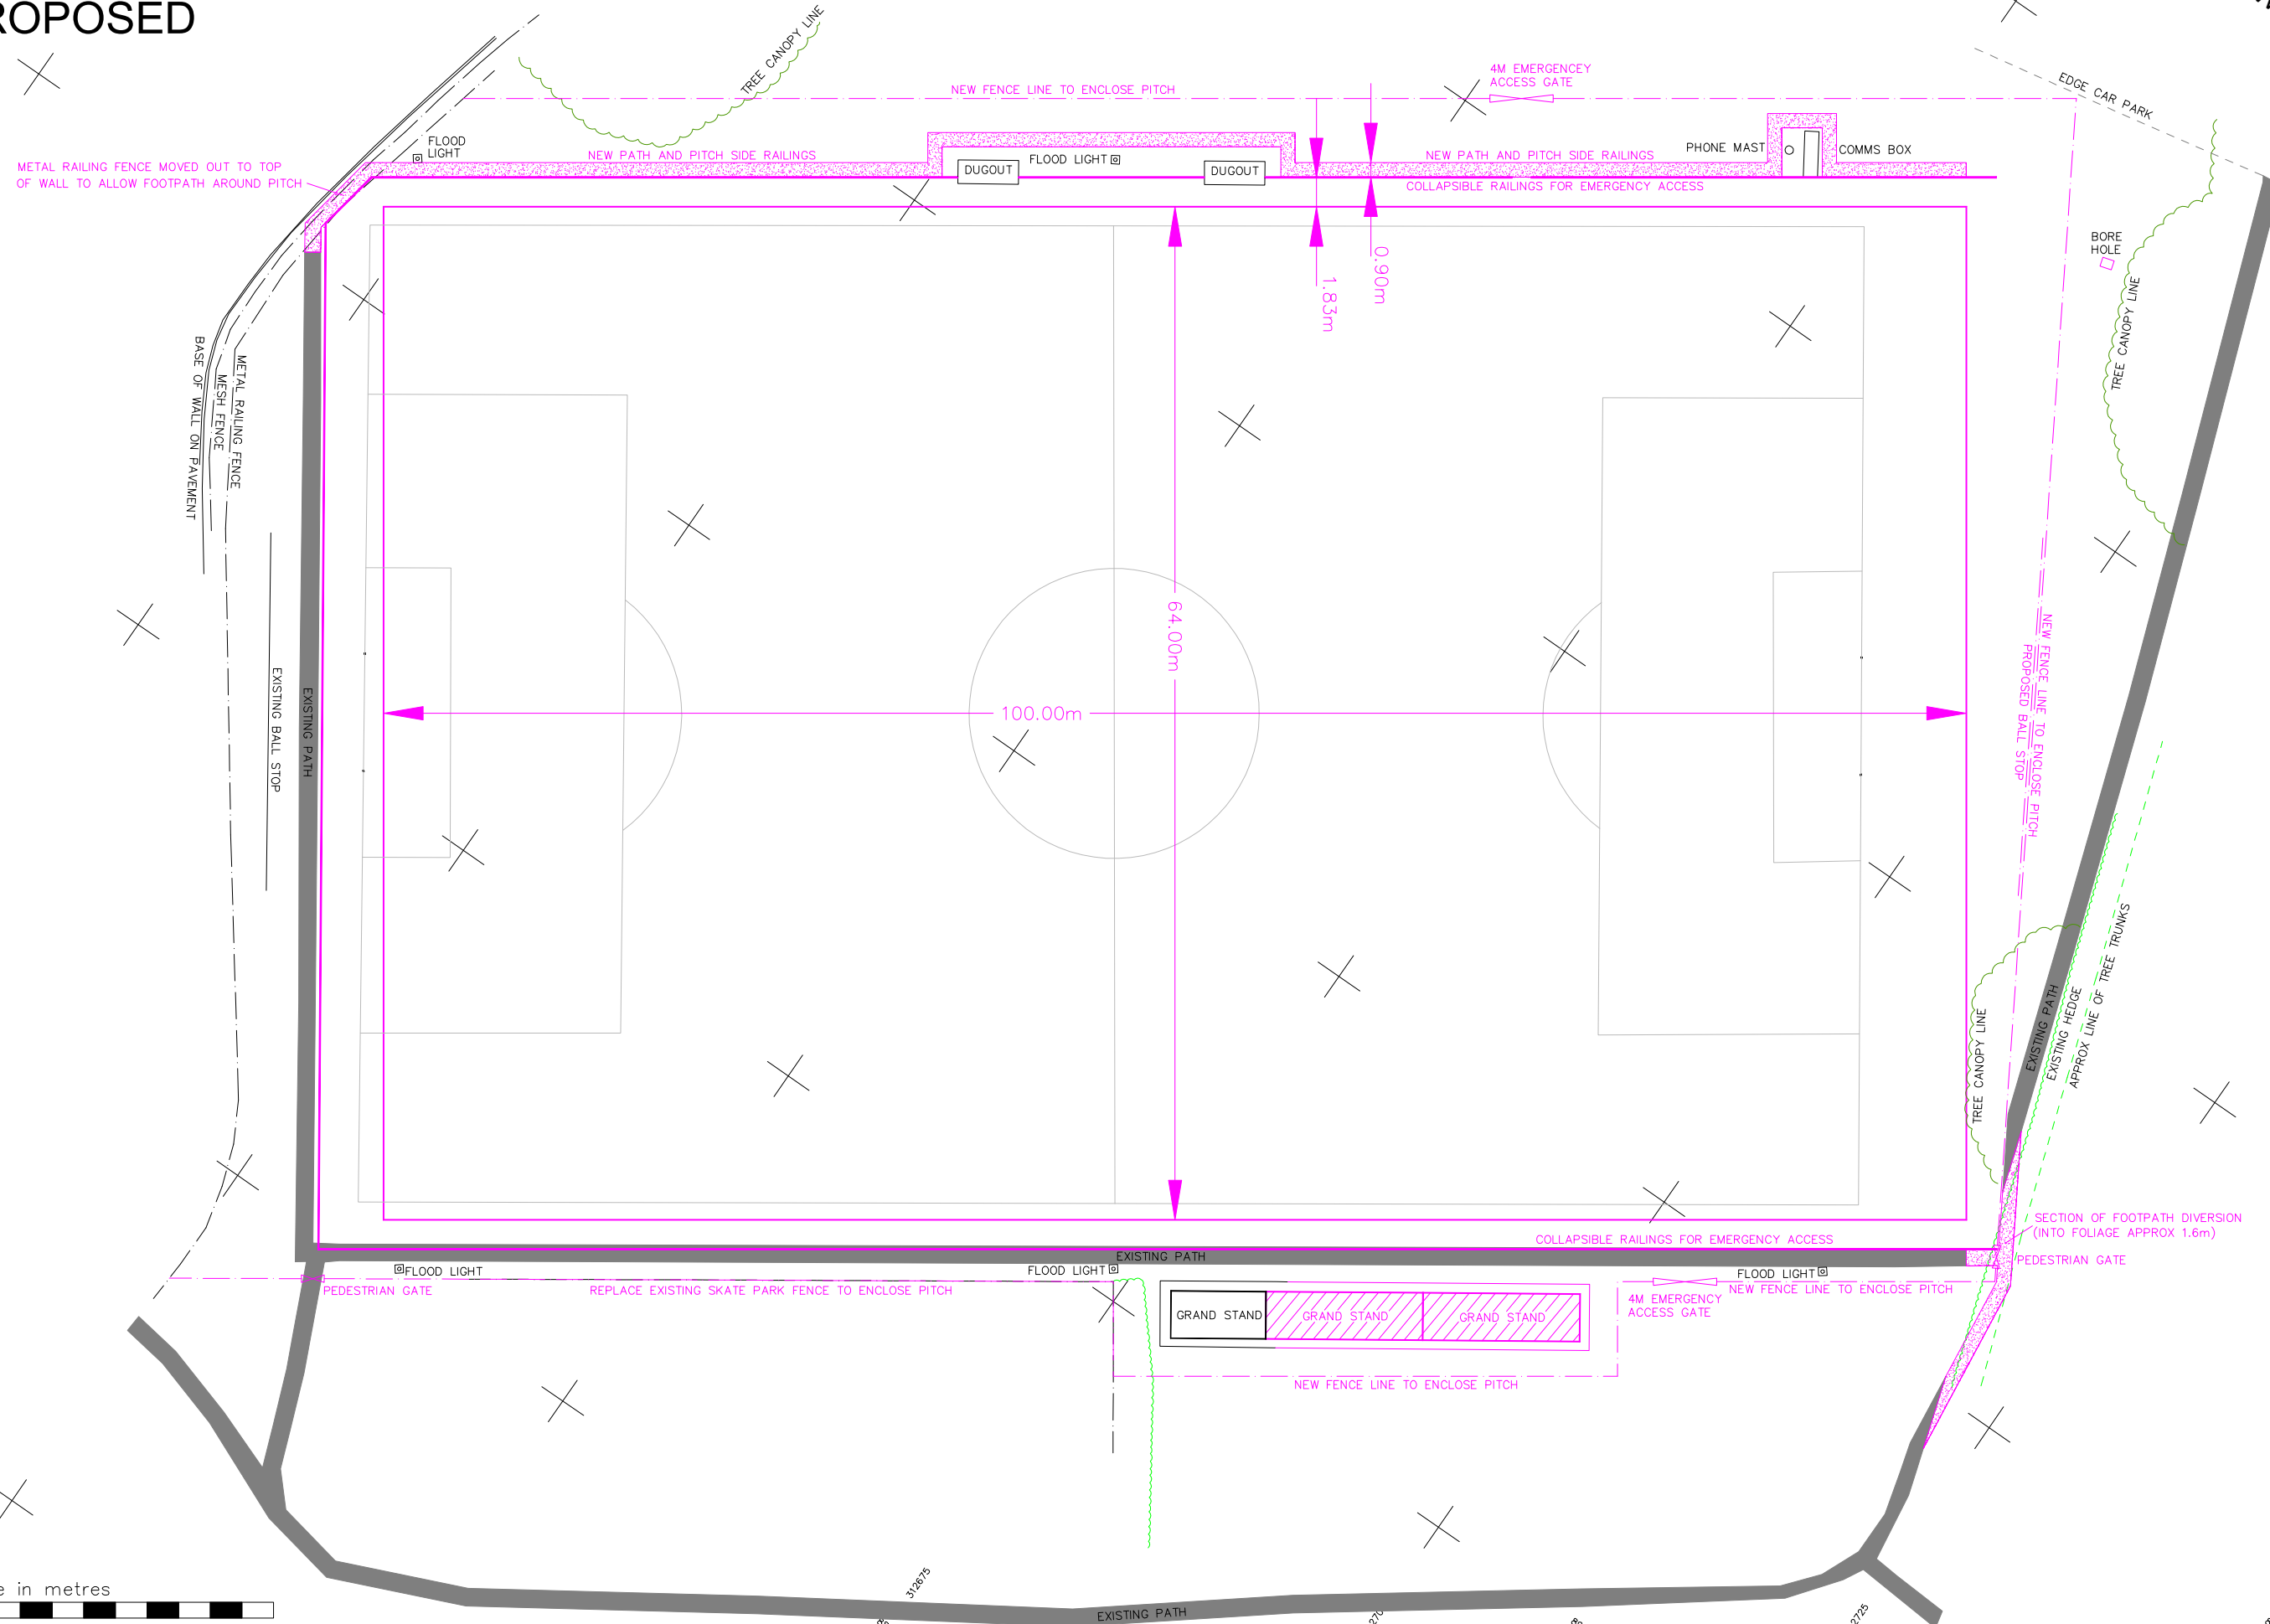 ROPOSED
TREE CANOPY LINE
NEW FENCE LINE TO ENCLOSE PITCH
4M EMERGENCEY
ACCESS GATE
EDGE CAR PARK
FLOOD
LIGHT
METAL RAILING FENCE MOVED OUT TO TOP
OF WALL TO ALLOW FOOTPATH AROUND PITCH
NEW PATH AND PITCH SIDE RAILINGS
DUGOUT
FLOOD LIGHT
DUGOUT
NEW PATH AND PITCH SIDE RAILINGS
PHONE MAST
COMMS BOX
COLLAPSIBLE RAILINGS FOR EMERGENCY ACCESS
0.90m
1.83m
BORE
HOLE
TREE CANOPY LINE
BASE OF WALL ON PAVEMENT
MESH FENCE
METAL RAILING FENCE
EXISTING BALL STOP
EXISTING PATH
64.00m
100.00m
NEW FENCE LINE TO ENCLOSE PITCH
PROPOSED BALL STOP
TREE CANOPY LINE
EXISTING PATH
EXISTING HEDGE
APPROX LINE OF TREE TRUNKS
SECTION OF FOOTPATH DIVERSION
(INTO FOLIAGE APPROX 1.6m)
PEDESTRIAN GATE
COLLAPSIBLE RAILINGS FOR EMERGENCY ACCESS
EXISTING PATH
FLOOD LIGHT
FLOOD LIGHT
FLOOD LIGHT
PEDESTRIAN GATE
REPLACE EXISTING SKATE PARK FENCE TO ENCLOSE PITCH
NEW FENCE LINE TO ENCLOSE PITCH
4M EMERGENCY
ACCESS GATE
GRAND STAND
GRAND STAND
GRAND STAND
NEW FENCE LINE TO ENCLOSE PITCH
e in metres
312675
270
2725
EXISTING PATH